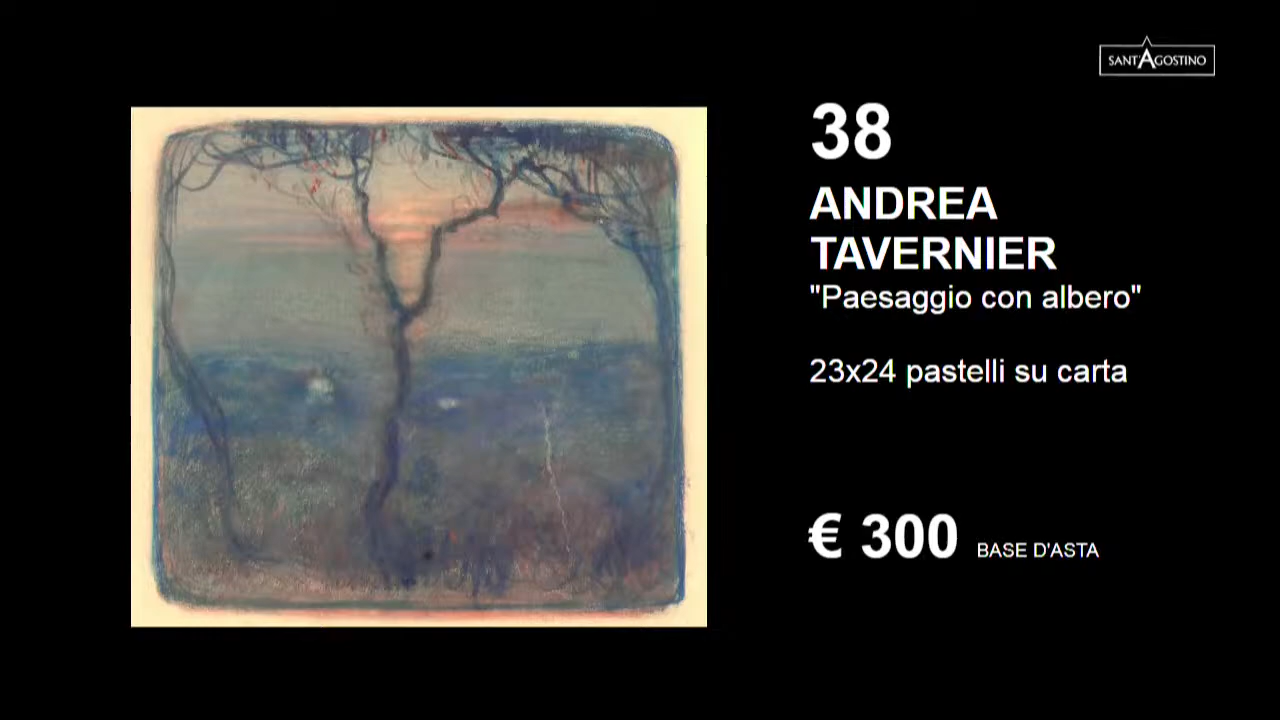 SANTAGOSTINO
38
ANDREA
TAVERNIER
"Paesaggio con albero"
23x24 pastelli su carta
€ 300 BASE D'ASTA